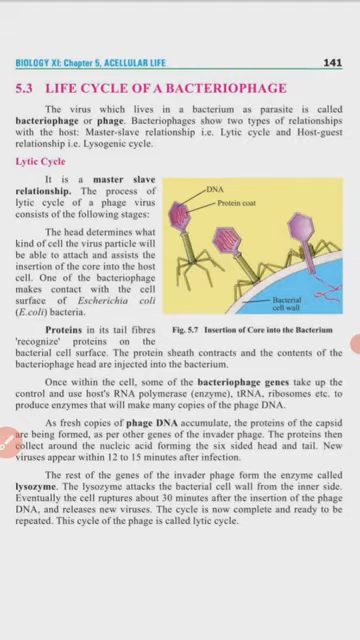 BIOLOGY XI: Chapter 5, ACELLULAR LIFE 141
5.3 LIFE CYCLE OF A BACTERIOPHAGE
The virus which lives in a bacterium as parasite is called
bacteriophage or phage. Bacteriophages show two types of relationships
with the host: Master-slave relationship i.e. Lytic cycle and Host-guest
relationship i.e. Lysogenic cycle.
Lytic Cycle
It is a master slave
relationship. The process of
lytic cycle of a phage virus
consists of the following stages:
The head determines what
kind of cell the virus particle will
be able to attach and assists the
insertion of the core into the host
cell. One of the bacteriophage
makes contact with the cell
surface of Escherichia coli
(E.coli) bacteria.
DNA
Protein coat
Bacterial
cell wall
Fig. 5.7 Insertion of Core into the Bacterium
Proteins in its tail fibres
'recognize' proteins on the
bacterial cell surface. The protein sheath contracts and the contents of the
bacteriophage head are injected into the bacterium.
Once within the cell, some of the bacteriophage genes take up the
control and use host's RNA polymerase (enzyme), tRNA, ribosomes etc. to
produce enzymes that will make many copies of the phage DNA.
As fresh copies of phage DNA accumulate, the proteins of the capsid
are being formed, as per other genes of the invader phage. The proteins then
collect around the nucleic acid forming the six sided head and tail. New
viruses appear within 12 to 15 minutes after infection.
The rest of the genes of the invader phage form the enzyme called
lysozyme. The lysozyme attacks the bacterial cell wall from the inner side.
Eventually the cell ruptures about 30 minutes after the insertion of the phage
DNA, and releases new viruses. The cycle is now complete and ready to be
repeated. This cycle of the phage is called lytic cycle.